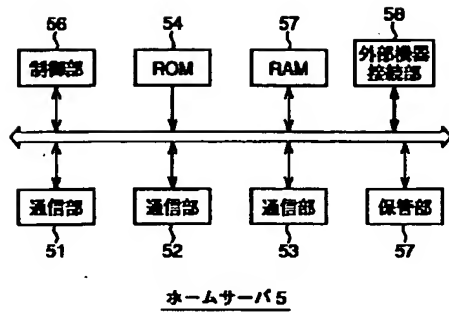 56 54 57 58
制御部 ROM RAM 外部機器
接続部
通信部 通信部 通信部 保管部
51 52 53 57
ホームサーバ 5